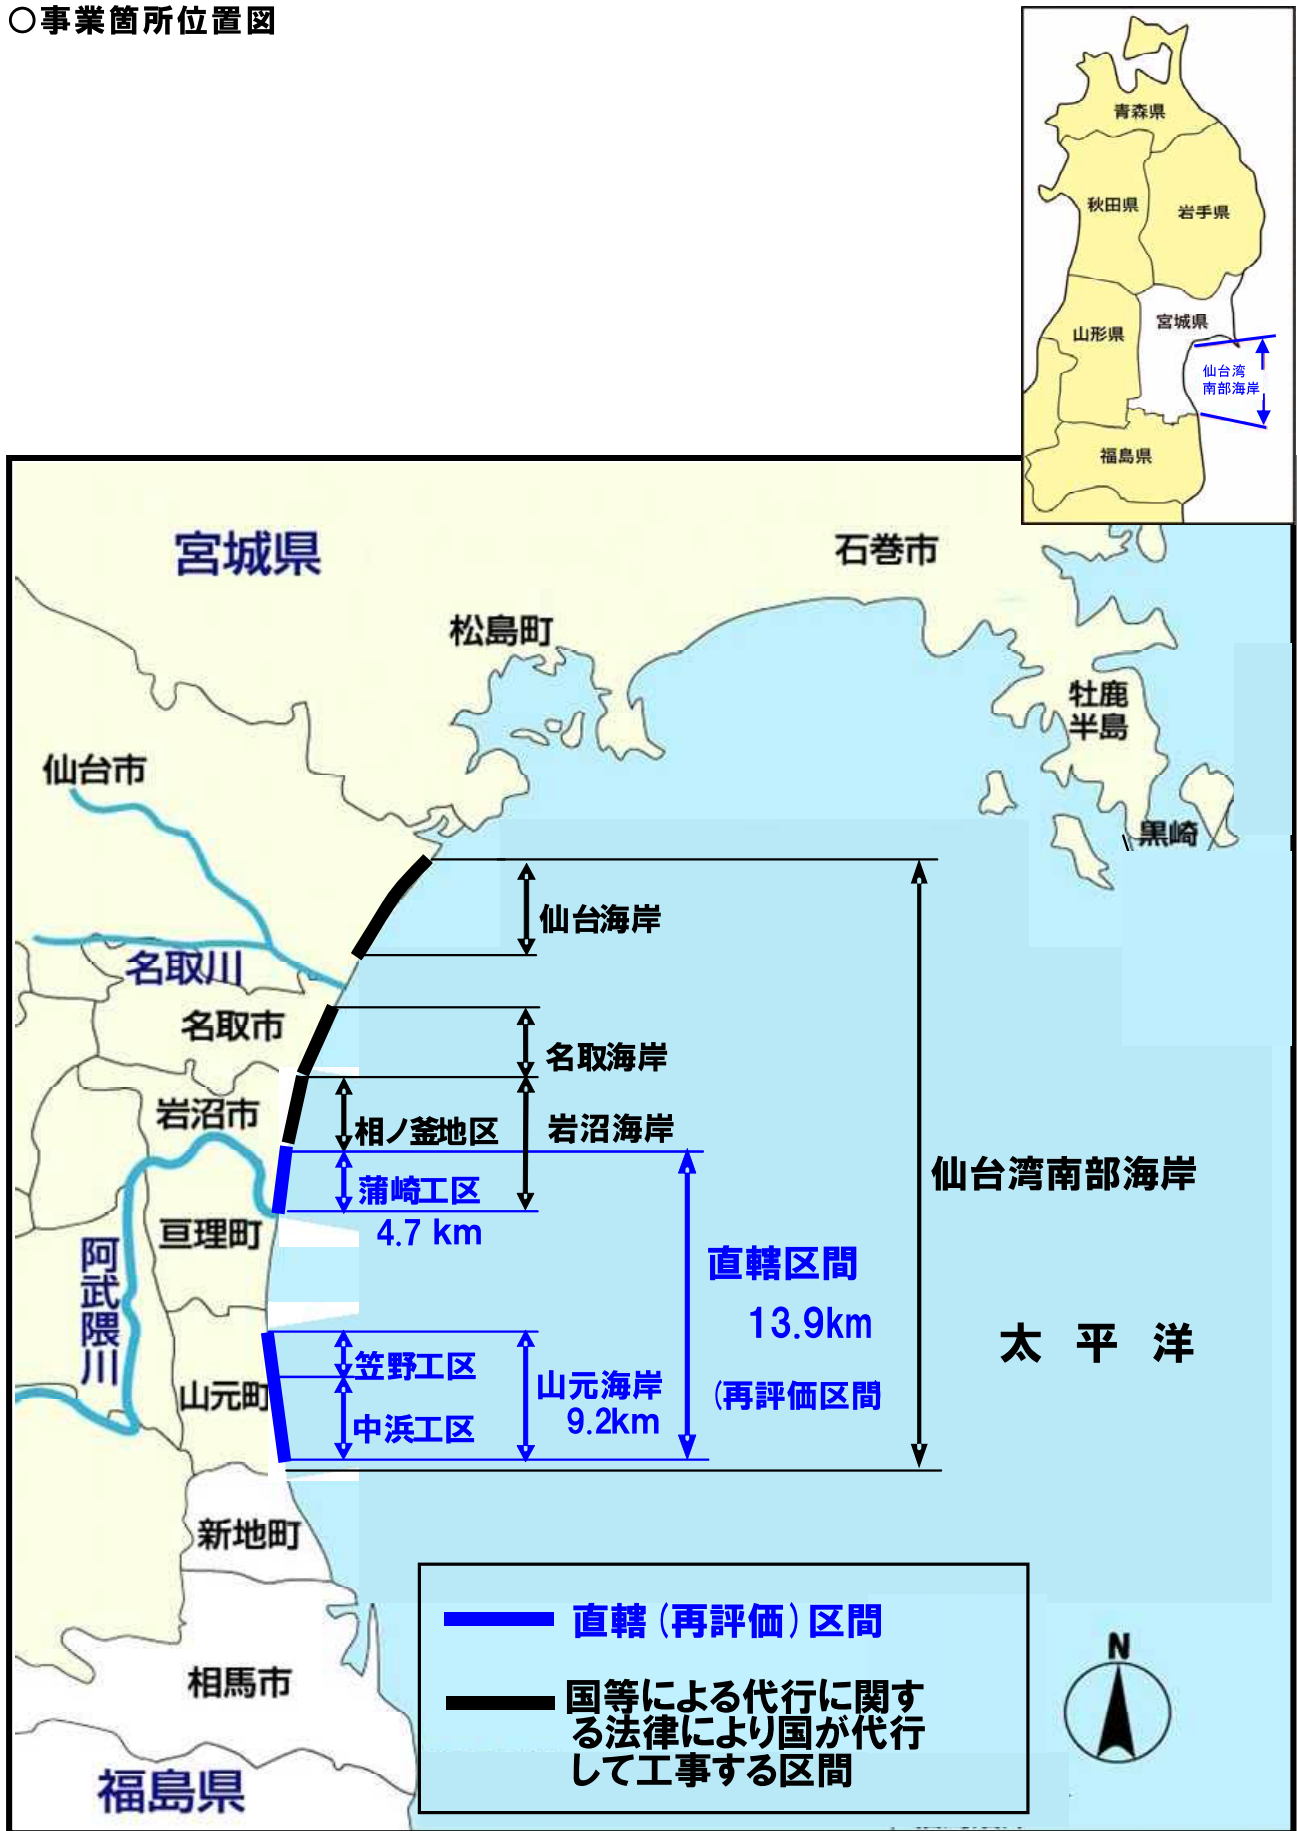 ○事業箇所位置図
青森県
秋田県
岩手県
山形県
宮城県
仙台湾
南部海岸
福島県
宮城県
石巻市
松島町
牡鹿
半島
仙台市
黒崎
仙台海岸
名取川
名取市
名取海岸
岩沼市
相ノ釜地区
岩沼海岸
仙台湾南部海岸
蒲崎工区
4.7 km
亘理町
阿武隈川
直轄区間
13.9km
太 平 洋
笠野工区
山元海岸
9.2km
(再評価区間
山元町
中浜工区
新地町
直轄(再評価)区間
相馬市
国等による代行に関す
る法律により国が代行
して工事する区間
N
福島県